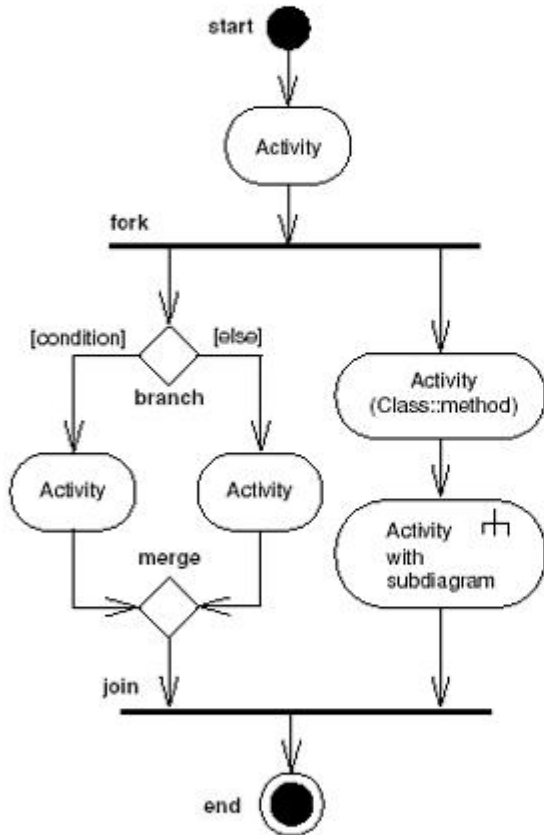 start
Activity
fork
[condition]
[else]
branch
Activity
(Class::method)
Activity
Activity
Activity
with
subdiagram
merge
join
end